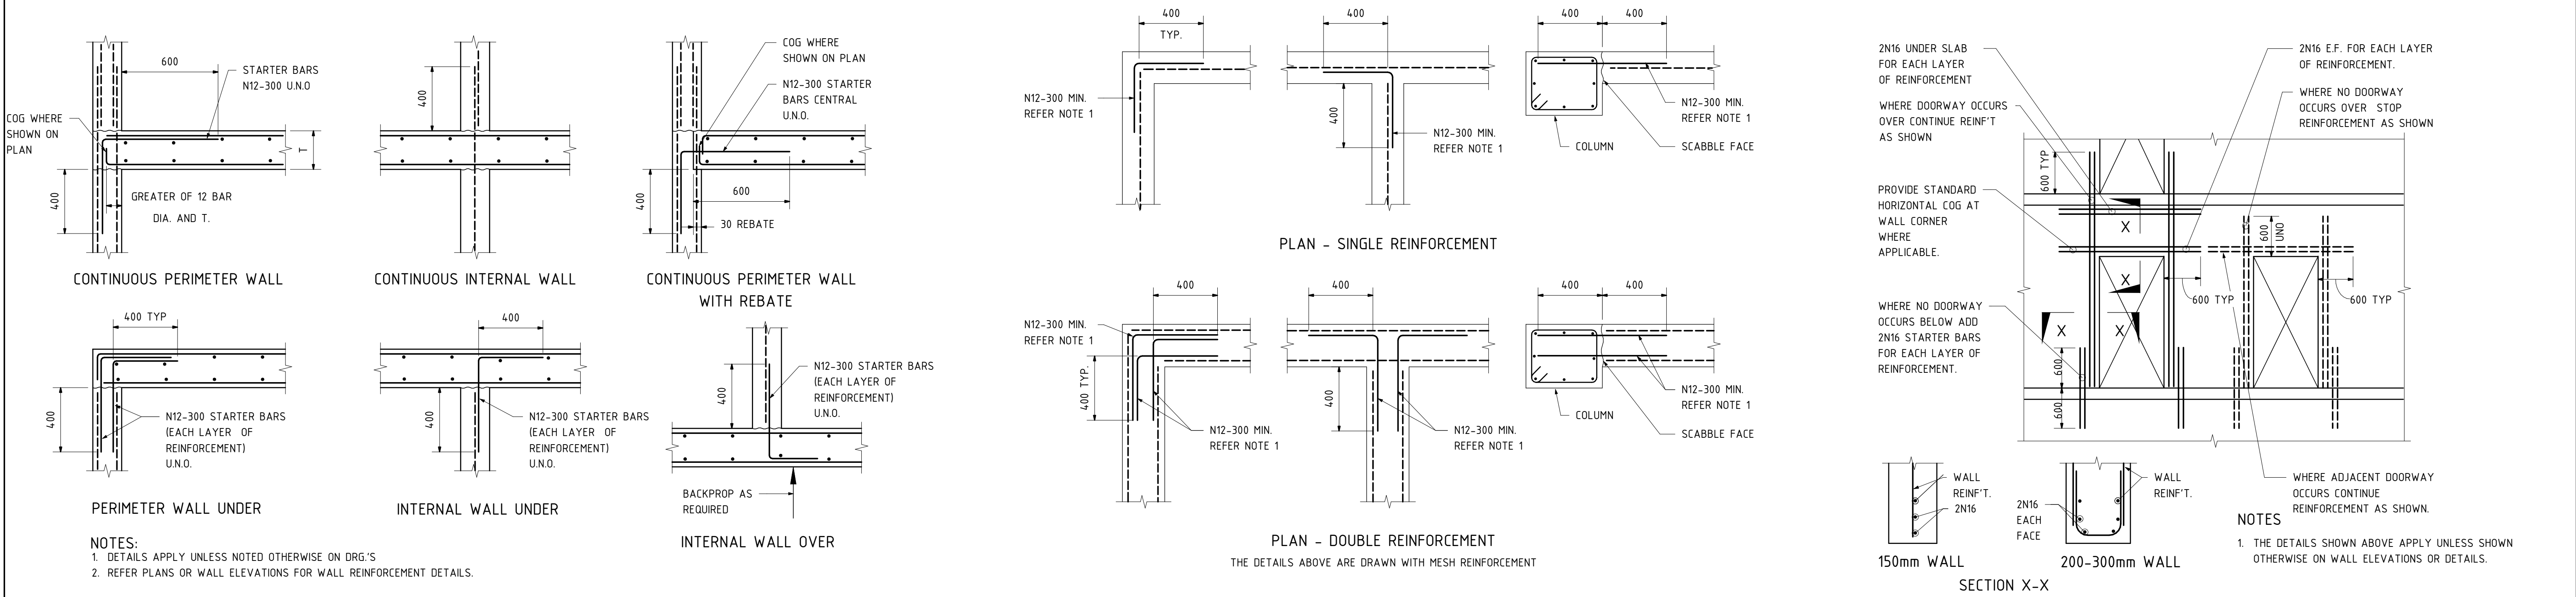 600
STARTER BARS
N12-300 U.N.O
COG WHERE
SHOWN ON
PLAN
T
400
GREATER OF 12 BAR
DIA. AND T.
CONTINUOUS PERIMETER WALL
400
CONTINUOUS INTERNAL WALL
COG WHERE
SHOWN ON PLAN
N12-300 STARTER
BARS CENTRAL
U.N.O.
600
400
30 REBATE
CONTINUOUS PERIMETER WALL
WITH REBATE
400 TYP
400
N12-300 STARTER BARS
(EACH LAYER OF
REINFORCEMENT)
U.N.O.
PERIMETER WALL UNDER
400
400
N12-300 STARTER BARS
(EACH LAYER OF
REINFORCEMENT)
U.N.O.
INTERNAL WALL UNDER
400
N12-300 STARTER BARS
(EACH LAYER OF
REINFORCEMENT)
U.N.O.
BACKPROP AS
REQUIRED
INTERNAL WALL OVER
NOTES:
1. DETAILS APPLY UNLESS NOTED OTHERWISE ON DRG.'S
2. REFER PLANS OR WALL ELEVATIONS FOR WALL REINFORCEMENT DETAILS.
400
TYP.
N12-300 MIN.
REFER NOTE 1
400
400
N12-300 MIN.
REFER NOTE 1
400
400
N12-300 MIN.
REFER NOTE 1
COLUMN
SCABBLE FACE
PLAN - SINGLE REINFORCEMENT
400
N12-300 MIN.
REFER NOTE 1
400 TYP.
N12-300 MIN.
REFER NOTE 1
400
400
N12-300 MIN.
REFER NOTE 1
400
400
N12-300 MIN.
REFER NOTE 1
COLUMN
SCABBLE FACE
PLAN - DOUBLE REINFORCEMENT
THE DETAILS ABOVE ARE DRAWN WITH MESH REINFORCEMENT
2N16 UNDER SLAB
FOR EACH LAYER
OF REINFORCEMENT
WHERE DOORWAY OCCURS
OVER CONTINUE REINF'T
AS SHOWN
PROVIDE STANDARD
HORIZONTAL COG AT
WALL CORNER
WHERE
APPLICABLE.
WHERE NO DOORWAY
OCCURS BELOW ADD
2N16 STARTER BARS
FOR EACH LAYER OF
REINFORCEMENT.
2N16 E.F. FOR EACH LAYER
OF REINFORCEMENT.
WHERE NO DOORWAY
OCCURS OVER STOP
REINFORCEMENT AS SHOWN
600 TYP
X
X
X
X
600
UNO
600 TYP
600 TYP
600
600
WALL
REINF'T.
2N16
150mm WALL
WALL
REINF'T.
2N16
EACH
FACE
200-300mm WALL
SECTION X-X
WHERE ADJACENT DOORWAY
OCCURS CONTINUE
REINFORCEMENT AS SHOWN.
NOTES
1. THE DETAILS SHOWN ABOVE APPLY UNLESS SHOWN
OTHERWISE ON WALL ELEVATIONS OR DETAILS.